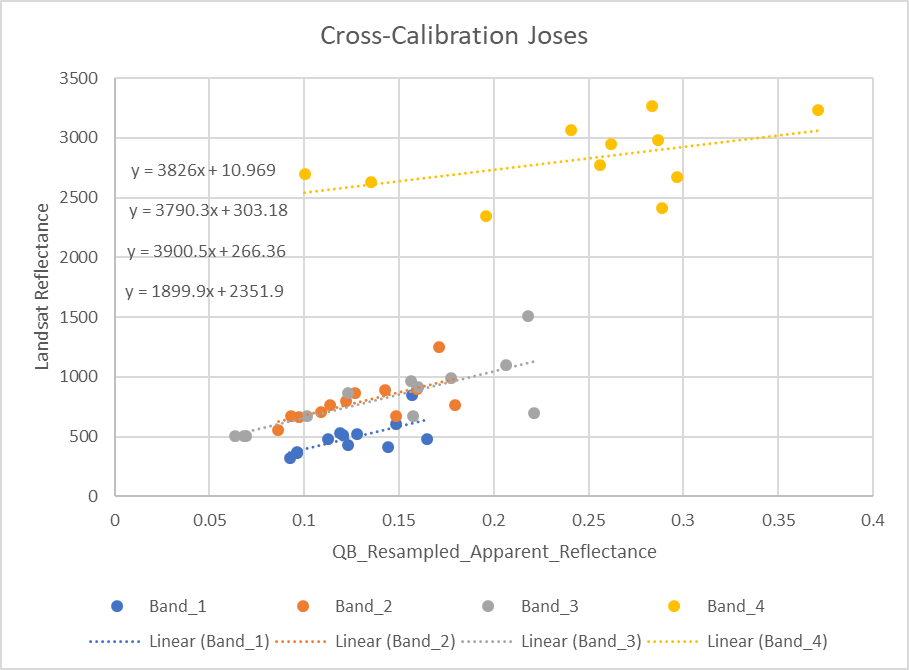 Cross-Calibration Joses
3500
3000
2500
2000
1500
1000
500
0
Landsat Reflectance
y = 3826x + 10.969
y = 3790.3x + 303.18
y = 3900.5x + 266.36
y = 1899.9x + 2351.9
0 0.05 0.1 0.15 0.2 0.25 0.3 0.35 0.4
QB_Resampled_Apparent_Reflectance
Band_1 Band_2 Band_3 Band_4
Linear (Band_1) Linear (Band_2) Linear (Band_3) Linear (Band_4)